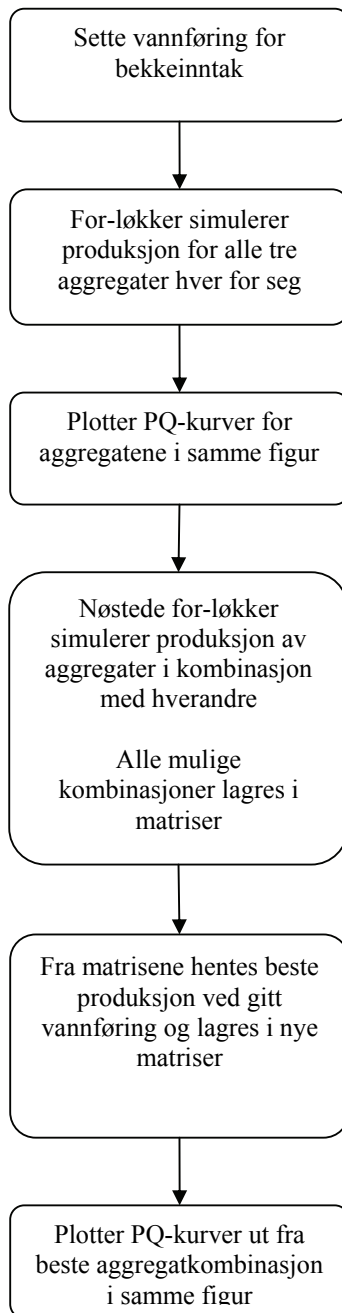 Sette vannføring for
bekkeinntak
For-løkker simulerer
produksjon for alle tre
aggregater hver for seg
Plotter PQ-kurver for
aggregatene i samme figur
Nøstede for-løkker
simulerer produksjon av
aggregater i kombinasjon
med hverandre
Alle mulige
kombinasjoner lagres i
matriser
Fra matrisene hentes beste
produksjon ved gitt
vannføring og lagres i nye
matriser
Plotter PQ-kurver ut fra
beste aggregatkombinasjon
i samme figur